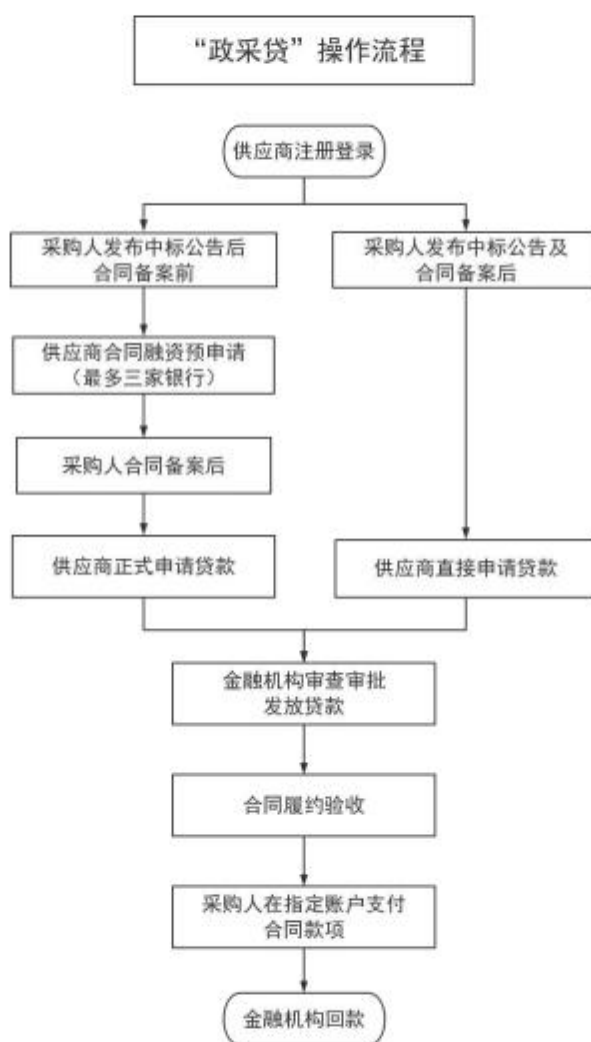 “政采贷”操作流程
供应商注册登录
采购人发布中标公告后
合同备案前
采购人发布中标公告及
合同备案后
供应商合同融资预申请
（最多三家银行）
采购人合同备案后
供应商正式申请贷款
供应商直接申请贷款
金融机构审查审批
发放贷款
合同履约验收
采购人在指定账户支付
合同款项
金融机构回款